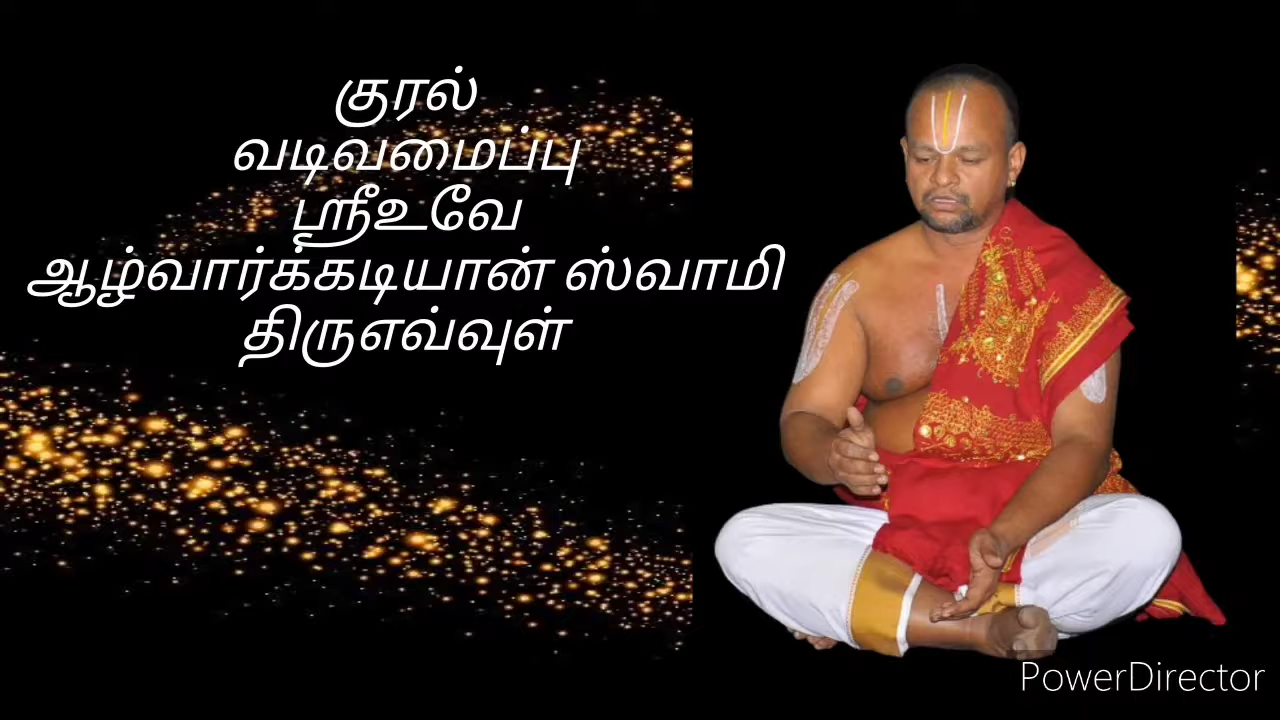 குரல்
வடிவமைப்பு
ஸ்ரீஉவே
ஆழ்வார்க்கடியான் ஸ்வாமி
திருஎவ்வுள்
PowerDirector